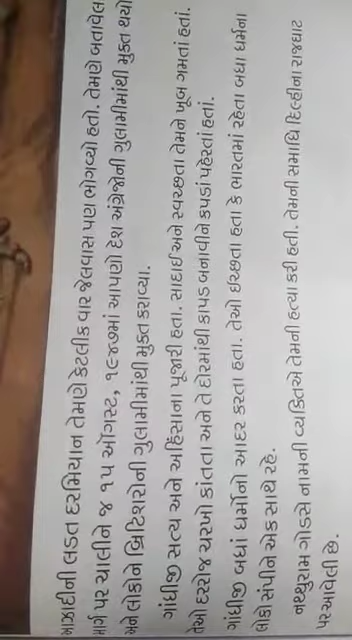 આઝાદીની લડત દરમિયાન તેમણે કેટલીક વાર જેલવાસ પણ ભોગવ્યો હતો. તેમણે બતાવેલ
માર્ગ પર ચાલીને જ ૧૫ ઑગસ્ટ, ૧૯૪૭માં આપણો દેશ અંગ્રેજોની ગુલામીમાંથી મુક્ત થયો
અને લોકોને બ્રિટિશરોની ગુલામીમાંથી મુક્ત કરાવ્યા.
ગાંધીજી સત્ય અને અહિંસાના પૂજારી હતા. સાદાઈ અને સ્વચ્છતા તેમને ખૂબ ગમતાં હતાં.
તેઓ દરરોજ ચરખો કાંતતા અને તે દોરમાંથી કાપડ બનાવીને કપડાં પહેરતાં હતાં.
ગાંધીજી બધાં ધર્મોનો આદર કરતા હતા. તેઓ ઈચ્છતા હતા કે ભારતમાં રહેતા બધા ધર્મના
લોકો સંપીને એક સાથે રહે.
નથ્થુરામ ગોડસે નામની વ્યક્તિએ તેમની હત્યા કરી હતી. તેમની સમાધિ દિલ્હીના રાજઘાટ
પર આવેલી છે.